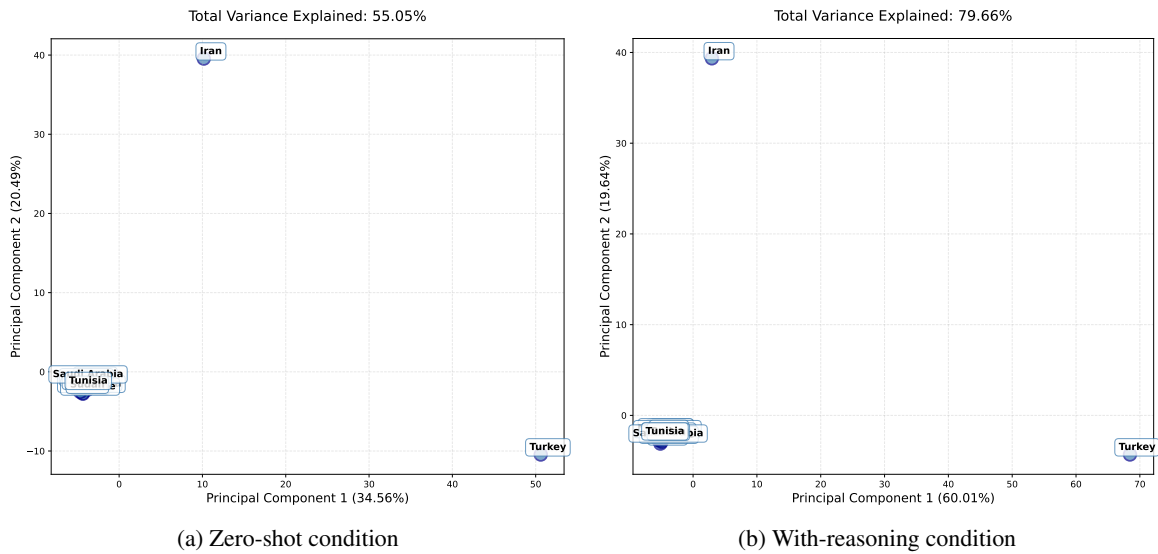 Total Variance Explained: 55.05%
Iran
40
30
20
10
0
−10
Principal Component 2 (20.49%)
Saudi Arabia
Tunisia
Turkey
0
10
20
30
40
50
Principal Component 1 (34.56%)
(a) Zero-shot condition
Total Variance Explained: 79.66%
Iran
40
30
20
10
0
Principal Component 2 (19.64%)
Tunisia
Turkey
0
10
20
30
40
50
60
70
Principal Component 1 (60.01%)
(b) With-reasoning condition